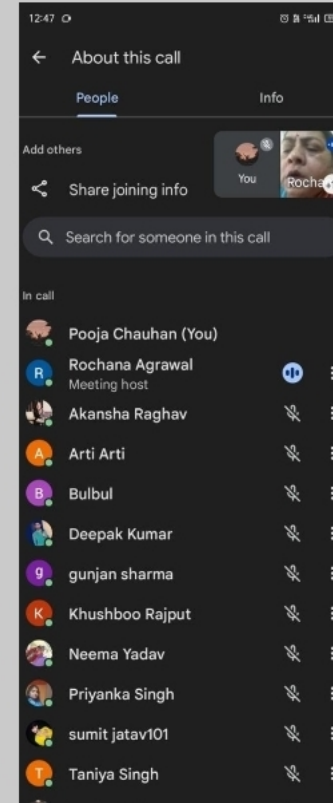 12:47
About this call
People Info
Add others
You
Rocha
Share joining info
Search for someone in this call
In call
Pooja Chauhan (You)
R
Rochana Agrawal
Meeting host
Akansha Raghav
A
Arti Arti
B
Bulbul
Deepak Kumar
g
gunjan sharma
K
Khushboo Rajput
Neema Yadav
Priyanka Singh
sumit jatav101
T
Taniya Singh